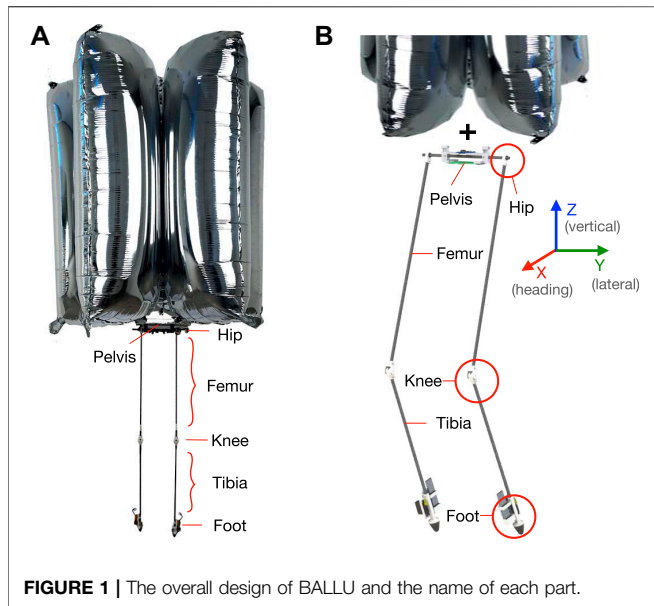 A
B
Pelvis
Hip
Femur
Knee
Tibia
Foot
+
Pelvis
Hip
Femur
Knee
Tibia
Foot
Z
(vertical)
X
(heading)
Y
(lateral)
FIGURE 1 | The overall design of BALLU and the name of each part.